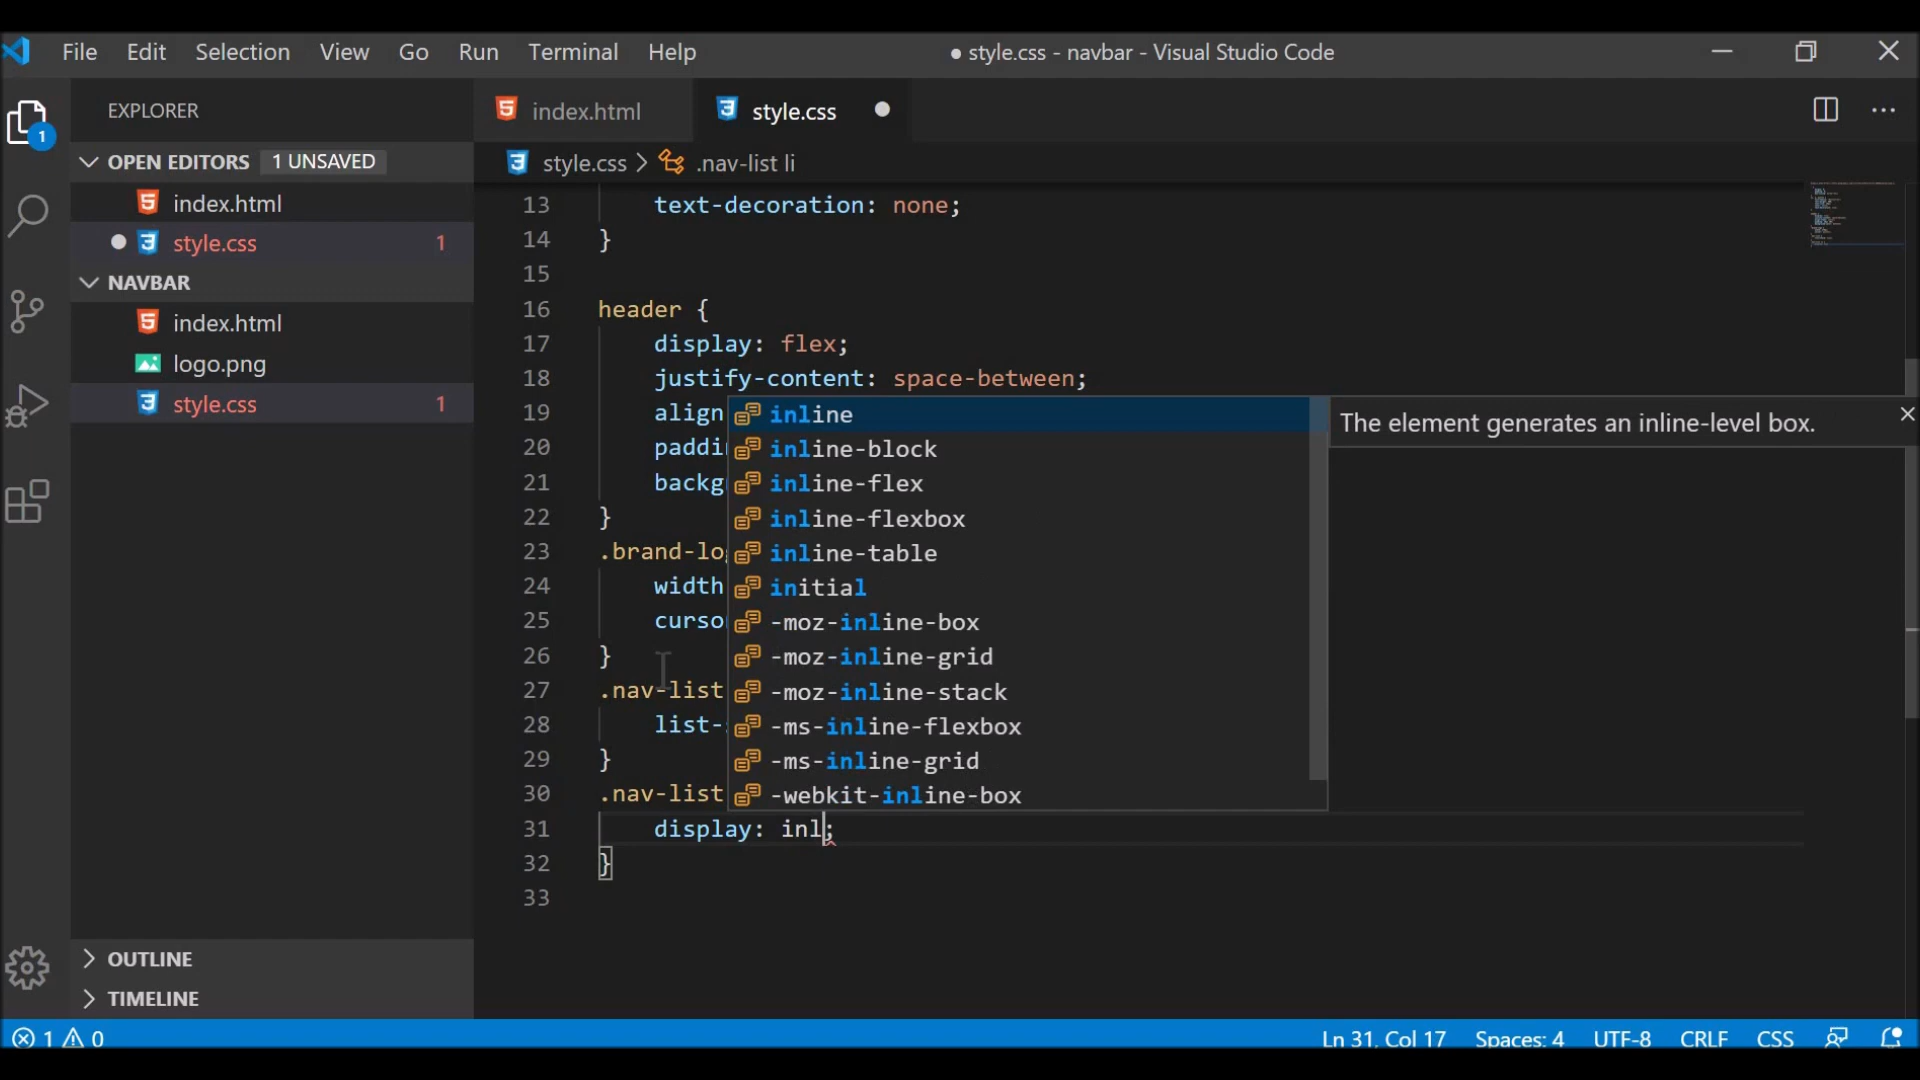 File Edit Selection View Go Run Terminal Help ● style.css - navbar - Visual Studio Code
EXPLORER
OPEN EDITORS 1 UNSAVED
index.html
style.css 1
NAVBAR
index.html
logo.png
style.css 1
OUTLINE
TIMELINE
1
index.html style.css
style.css > .nav-list li
13 text-decoration: none;
14 }
15
16 header {
17 display: flex;
18 justify-content: space-between;
19 align
20 paddi
21 backg
22 }
23 .brand-lo
24 width
25 curso
26 }
27 .nav-list
28 list-
29 }
30 .nav-list
31 display: inl;
32 }
33
inline
inline-block
inline-flex
inline-flexbox
inline-table
initial
-moz-inline-box
-moz-inline-grid
-moz-inline-stack
-ms-inline-flexbox
-ms-inline-grid
-webkit-inline-box
The element generates an inline-level box.
1 0 Ln 31, Col 17 Spaces: 4 UTF-8 CRLF CSS